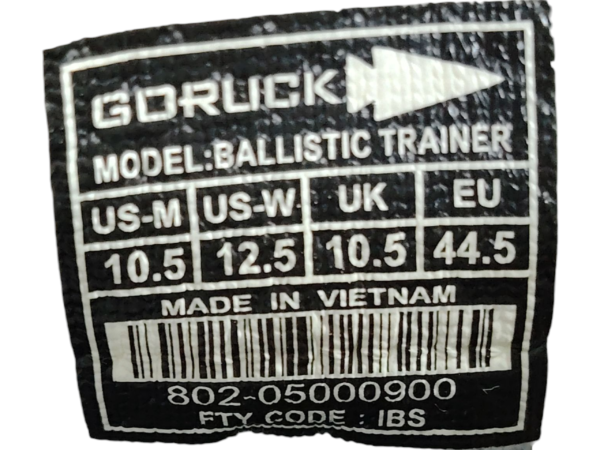 GORUCK
MODEL:BALLISTIC TRAINER
US-M US-W UK EU
10.5 12.5 10.5 44.5
MADE IN VIETNAM
802-05000900
FTY CODE : IBS